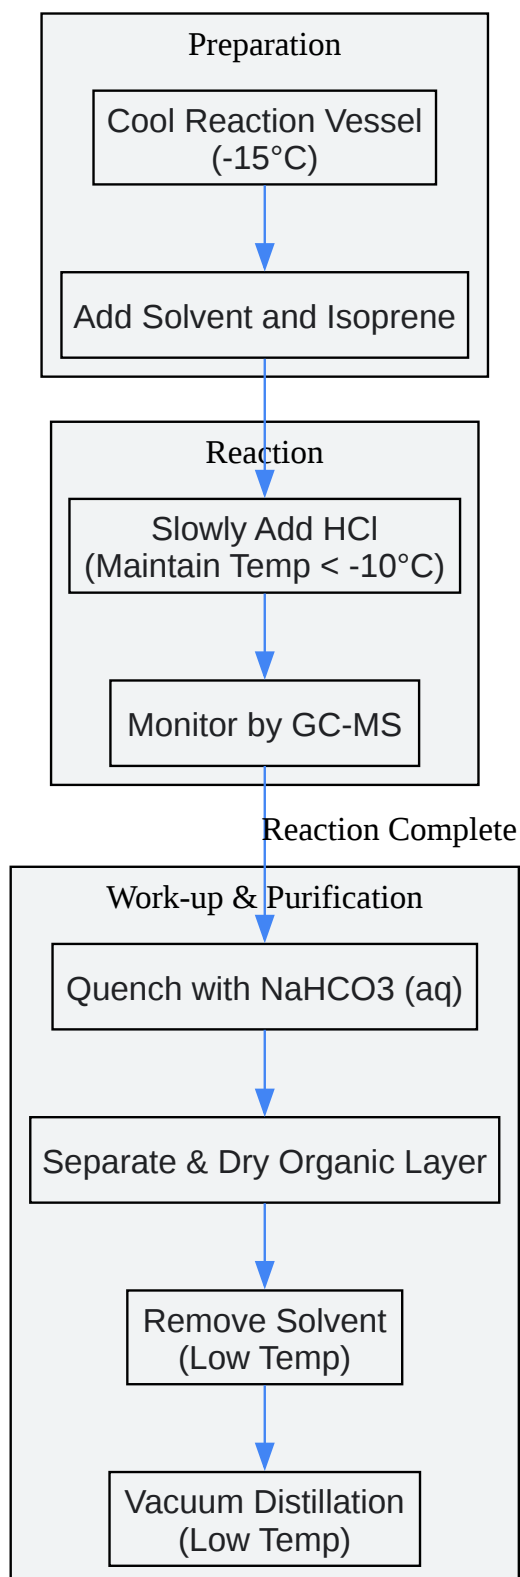 Preparation
Cool Reaction Vessel
(-15°C)
Add Solvent and Isoprene
Reaction
Slowly Add HCl
(Maintain Temp < -10°C)
Monitor by GC-MS
Reaction Complete
Work-up & Purification
Quench with NaHCO3 (aq)
Separate & Dry Organic Layer
Remove Solvent
(Low Temp)
Vacuum Distillation
(Low Temp)